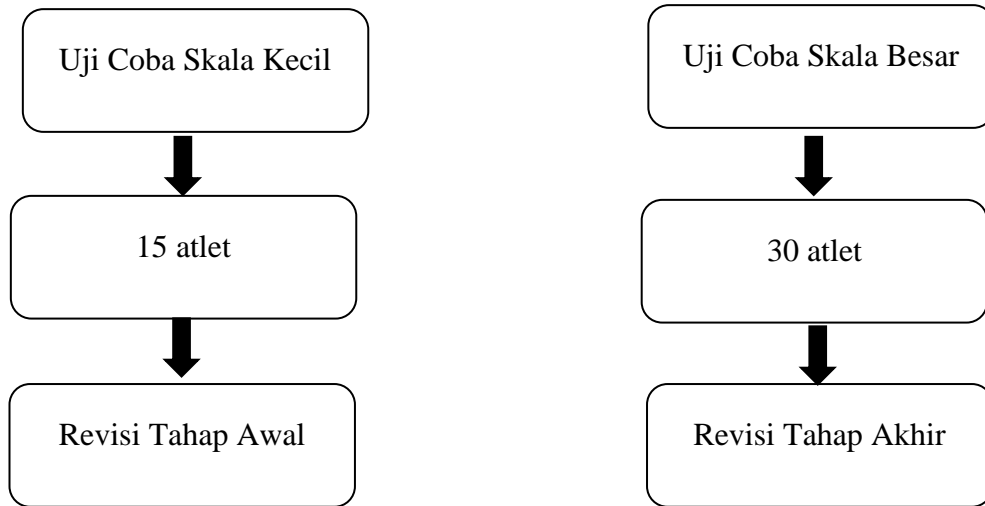 Uji Coba Skala Kecil
15 atlet
Revisi Tahap Awal
Uji Coba Skala Besar
30 atlet
Revisi Tahap Akhir